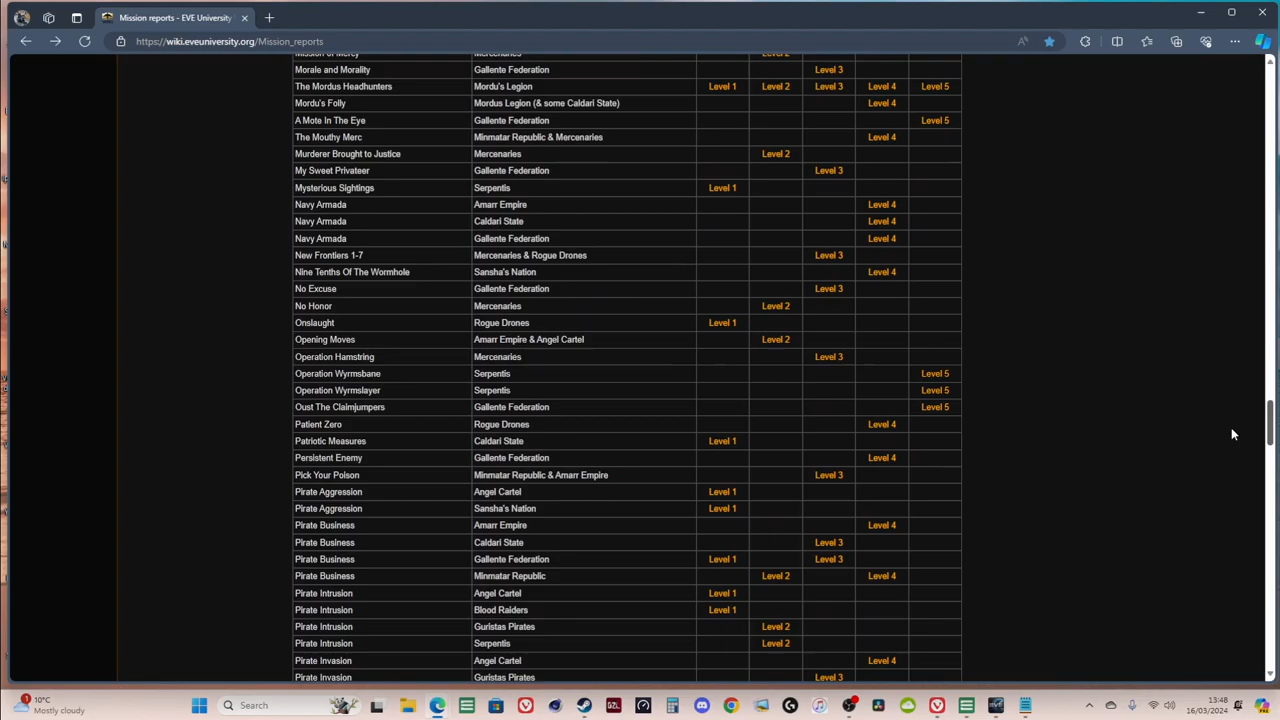 Mission reports - EVE University
https://wiki.eveuniversity.org/Mission_reports
Mission of Mercy Mercenaries Level 2
Morale and Morality Gallente Federation Level 3
The Mordus Headhunters Mordu's Legion Level 1 Level 2 Level 3 Level 4 Level 5
Mordu's Folly Mordus Legion (& some Caldari State) Level 4
A Mote In The Eye Gallente Federation Level 5
The Mouthy Merc Minmatar Republic & Mercenaries Level 4
Murderer Brought to Justice Mercenaries Level 2
My Sweet Privateer Gallente Federation Level 3
Mysterious Sightings Serpentis Level 1
Navy Armada Amarr Empire Level 4
Navy Armada Caldari State Level 4
Navy Armada Gallente Federation Level 4
New Frontiers 1-7 Mercenaries & Rogue Drones Level 3
Nine Tenths Of The Wormhole Sansha's Nation Level 4
No Excuse Gallente Federation Level 3
No Honor Mercenaries Level 2
Onslaught Rogue Drones Level 1
Opening Moves Amarr Empire & Angel Cartel Level 2
Operation Hamstring Mercenaries Level 3
Operation Wyrmsbane Serpentis Level 5
Operation Wyrmslayer Serpentis Level 5
Oust The Claimjumpers Gallente Federation Level 5
Patient Zero Rogue Drones Level 4
Patriotic Measures Caldari State Level 1
Persistent Enemy Gallente Federation Level 4
Pick Your Poison Minmatar Republic & Amarr Empire Level 3
Pirate Aggression Angel Cartel Level 1
Pirate Aggression Sansha's Nation Level 1
Pirate Business Amarr Empire Level 4
Pirate Business Caldari State Level 3
Pirate Business Gallente Federation Level 1 Level 3
Pirate Business Minmatar Republic Level 2 Level 4
Pirate Intrusion Angel Cartel Level 1
Pirate Intrusion Blood Raiders Level 1
Pirate Intrusion Guristas Pirates Level 2
Pirate Intrusion Serpentis Level 2
Pirate Invasion Angel Cartel Level 4
Pirate Invasion Guristas Pirates Level 3
10°C
Mostly cloudy
Search
13:48
16/03/2024